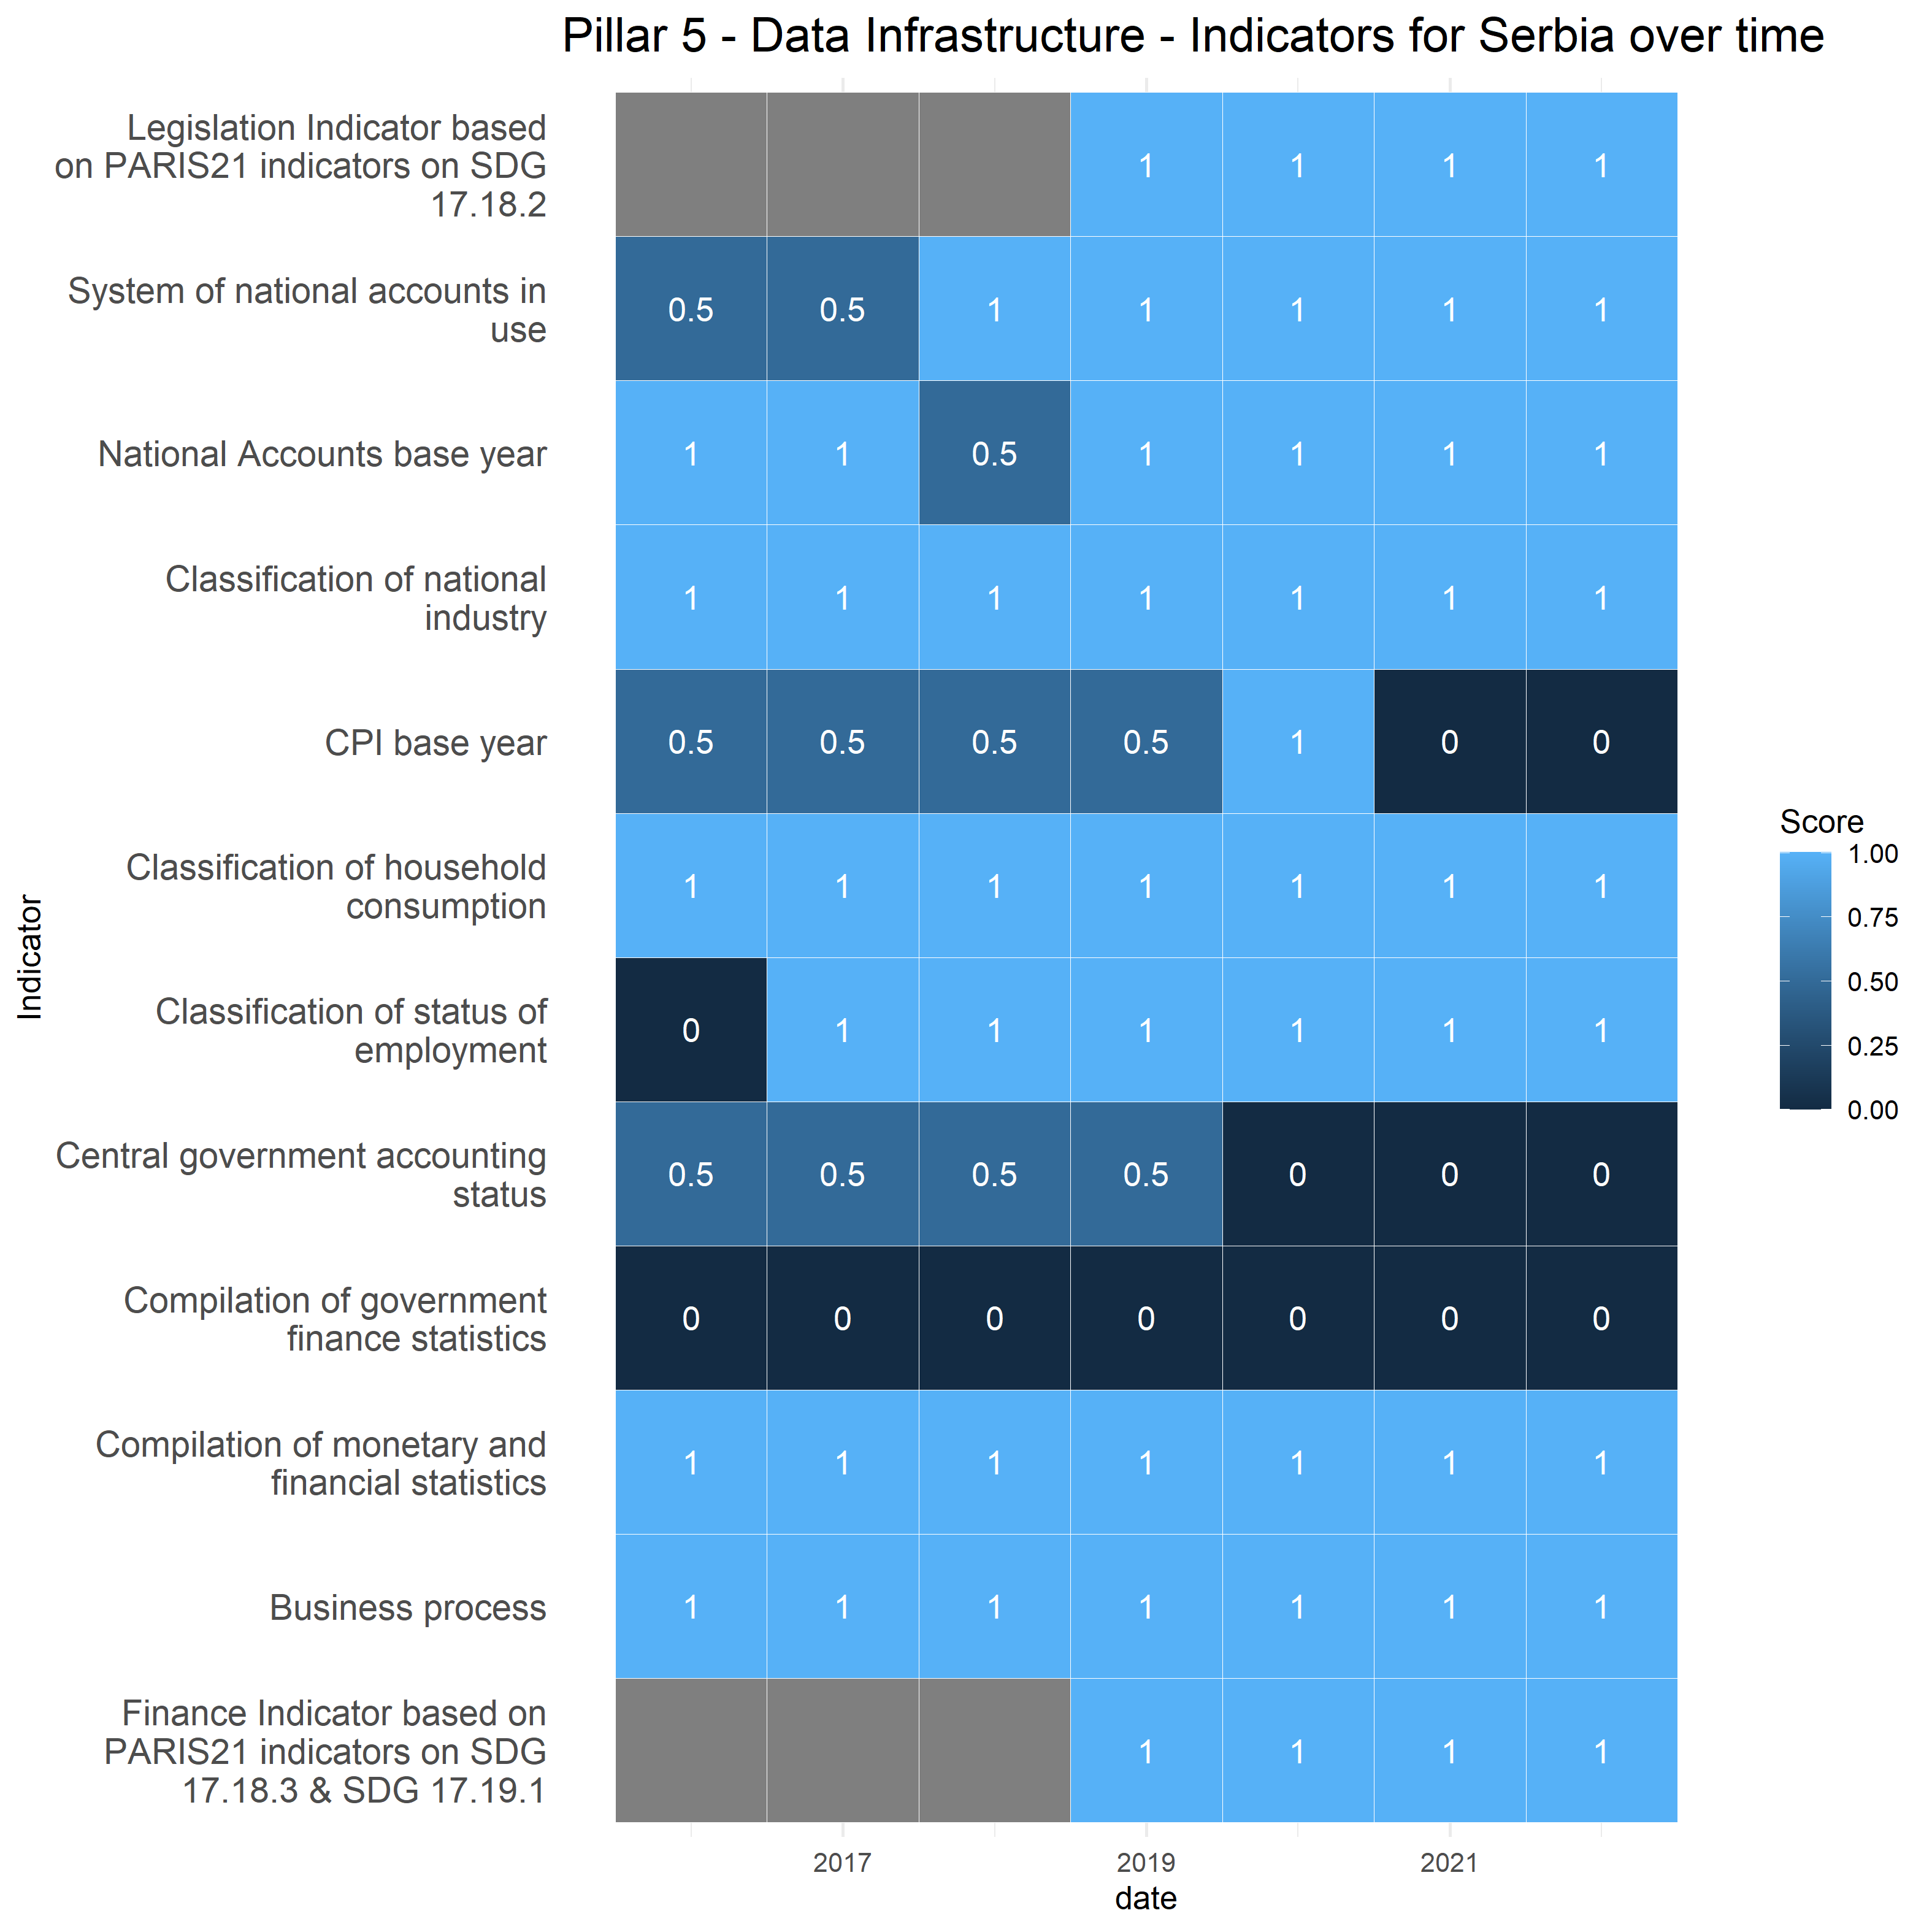 Pillar 5 - Data Infrastructure - Indicators for Serbia over time
Legislation Indicator based
on PARIS21 indicators on SDG
17.18.2
1 1 1 1
System of national accounts in
use
0.5 0.5 1 1 1 1 1
National Accounts base year
1 1 0.5 1 1 1 1
Classification of national
industry
1 1 1 1 1 1 1
CPI base year
0.5 0.5 0.5 0.5 1 0 0
Classification of household
consumption
1 1 1 1 1 1 1
Classification of status of
employment
0 1 1 1 1 1 1
Central government accounting
status
0.5 0.5 0.5 0.5 0 0 0
Compilation of government
finance statistics
0 0 0 0 0 0 0
Compilation of monetary and
financial statistics
1 1 1 1 1 1 1
Business process
1 1 1 1 1 1 1
Finance Indicator based on
PARIS21 indicators on SDG
17.18.3 & SDG 17.19.1
1 1 1 1
2017 2019 2021
date
Indicator
Score
1.00
0.75
0.50
0.25
0.00